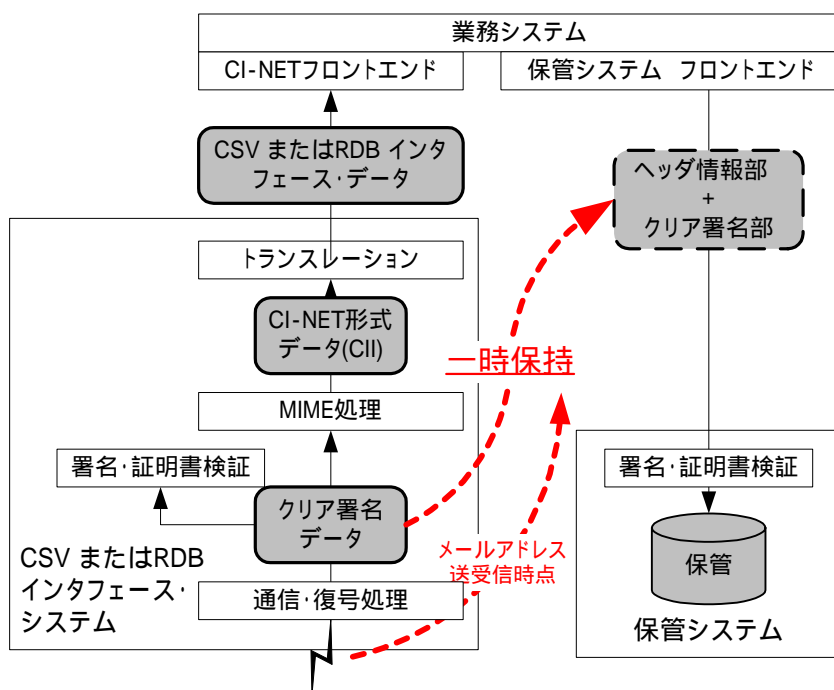 業務システム
CI-NETフロントエンド
保管システム フロントエンド
CSV またはRDB インタ
フェース・データ
ヘッダ情報部
+
クリア署名部
トランスレーション
CI-NET形式
データ(CII)
一時保持
MIME処理
署名・証明書検証
署名・証明書検証
クリア署名
データ
メールアドレス
送受信時点
保管
CSV またはRDB
インタフェース・
システム
通信・復号処理
保管システム